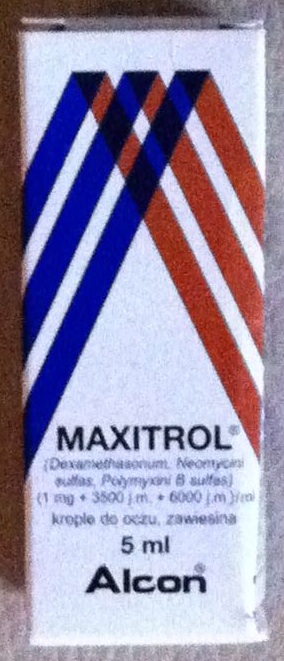 MAXITROL®
(Dexamethasonum, Neomycini
sulfas, Polymyxini B sulfas)
(1 mg + 3500 j.m. + 6000 j.m.)/ml
krople do oczu, zawiesina
5 ml
Alcon®